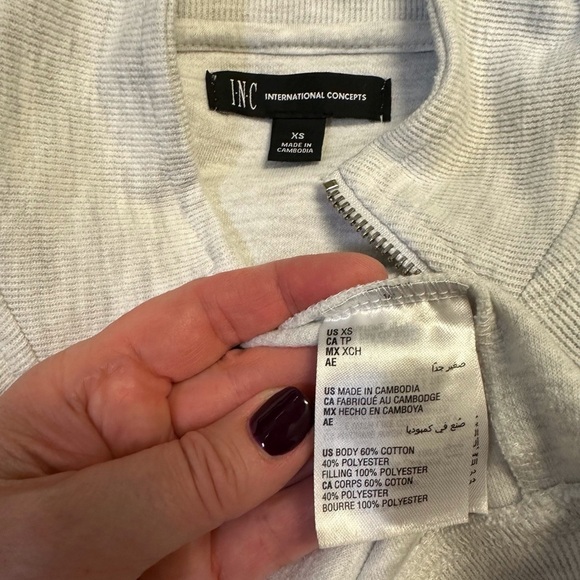 I·N·C INTERNATIONAL CONCEPTS
XS
MADE IN
CAMBODIA
US XS
CA TP
MX XCH
AE صغير جدًا
US MADE IN CAMBODIA
CA FABRIQUÉ AU CAMBODGE
MX HECHO EN CAMBOYA
AE صُنع في كمبوديا
US BODY 60% COTTON
40% POLYESTER
FILLING 100% POLYESTER
CA CORPS 60% COTON
40% POLYESTER
BOURRE 100% POLYESTER